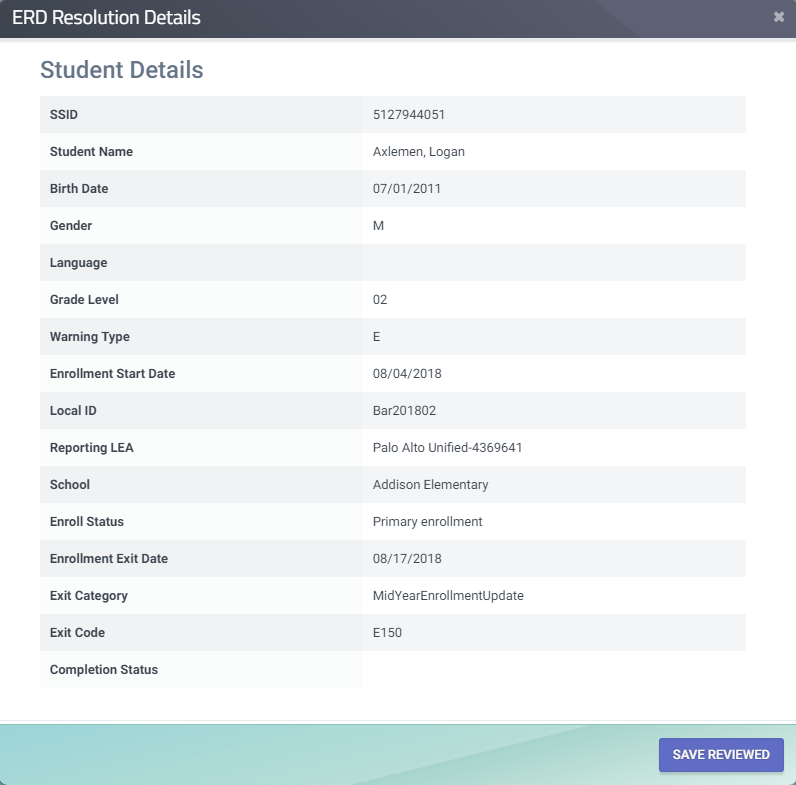 ERD Resolution Details
Student Details
SSID 5127944051
Student Name Axlemen, Logan
Birth Date 07/01/2011
Gender M
Language
Grade Level 02
Warning Type E
Enrollment Start Date 08/04/2018
Local ID Bar201802
Reporting LEA Palo Alto Unified-4369641
School Addison Elementary
Enroll Status Primary enrollment
Enrollment Exit Date 08/17/2018
Exit Category MidYearEnrollmentUpdate
Exit Code E150
Completion Status
SAVE REVIEWED